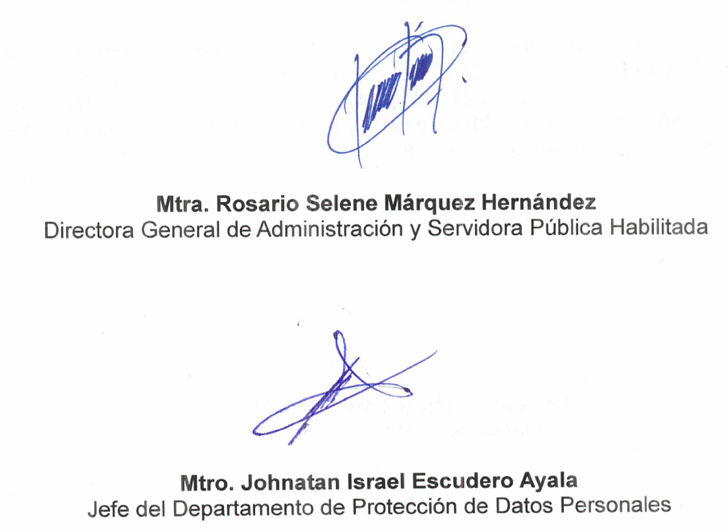 Mtra. Rosario Selene Márquez Hernández
Directora General de Administración y Servidora Pública Habilitada
Mtro. Johnatan Israel Escudero Ayala
Jefe del Departamento de Protección de Datos Personales